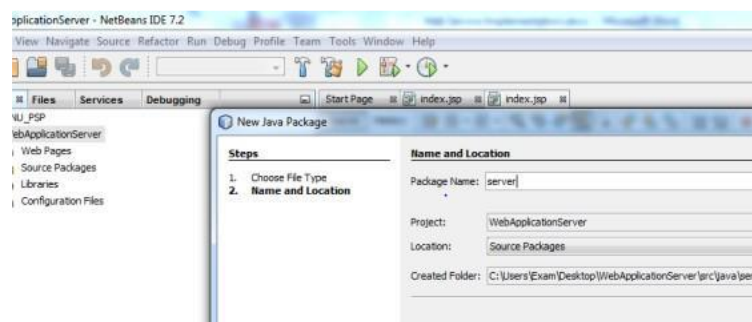 pplicationServer - NetBeans IDE 7.2
View Navigate Source Refactor Run Debug Profile Team Tools Window Help
Files Services Debugging Start Page index.jsp index.jsp
NU_PSP
ebApplicationServer
Web Pages
Source Packages
Libraries
Configuration Files
New Java Package
Steps
1. Choose File Type
2. Name and Location
Name and Location
Package Name: server
Project: WebApplicationServer
Location: Source Packages
Created Folder: C:\Users\Exam\Desktop\WebApplicationServer\src\java\ser